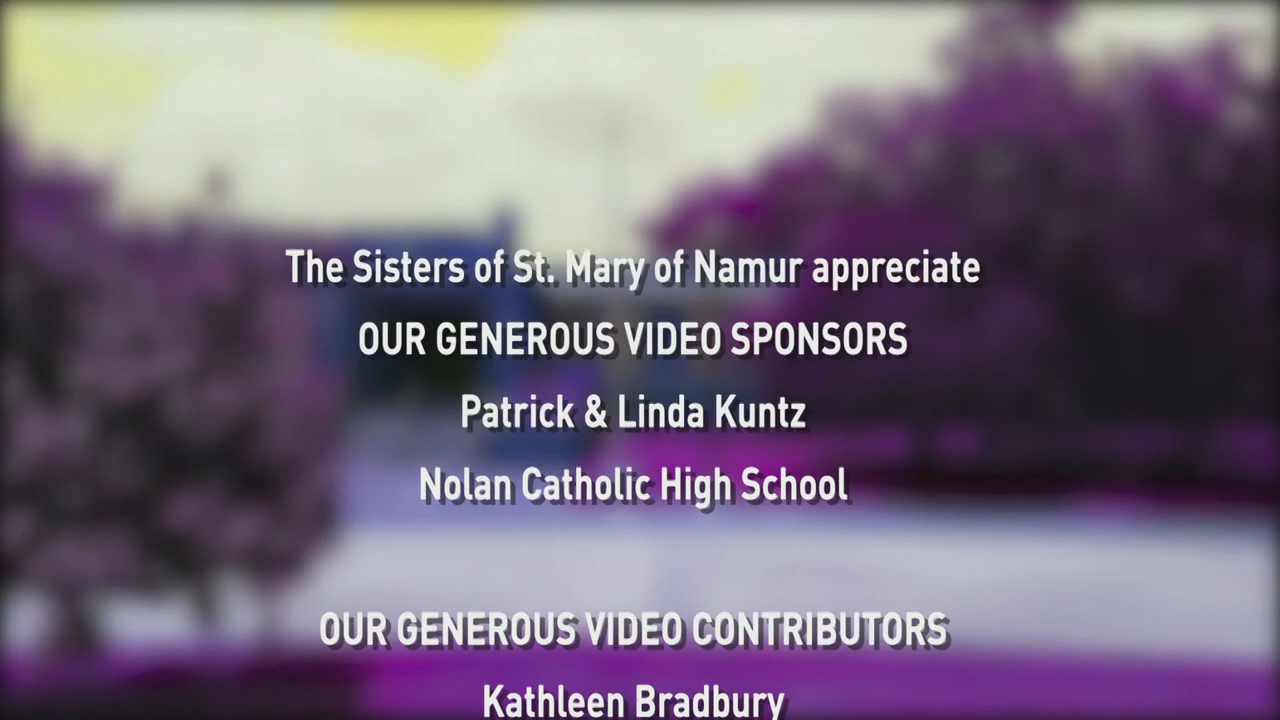 The Sisters of St. Mary of Namur appreciate
OUR GENEROUS VIDEO SPONSORS
Patrick & Linda Kuntz
Nolan Catholic High School
OUR GENEROUS VIDEO CONTRIBUTORS
Kathleen Bradbury